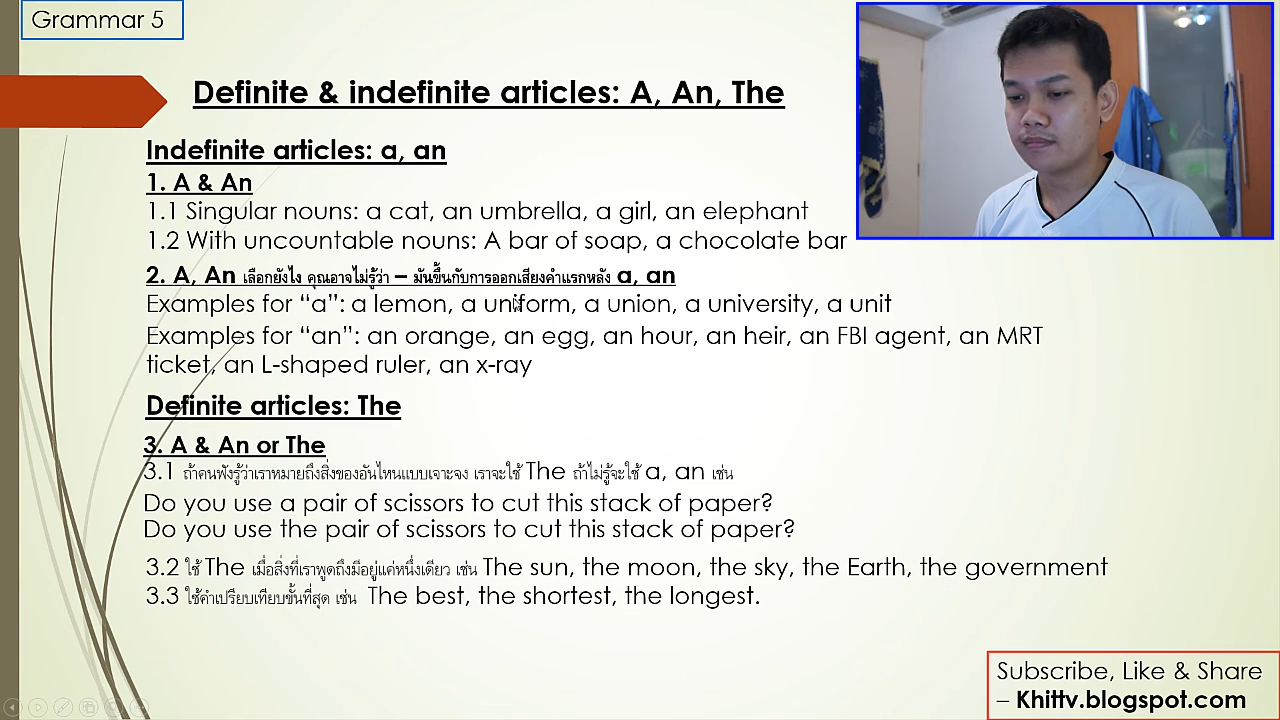 Grammar 5
Definite & indefinite articles: A, An, The
Indefinite articles: a, an
1. A & An
1.1 Singular nouns: a cat, an umbrella, a girl, an elephant
1.2 With uncountable nouns: A bar of soap, a chocolate bar
2. A, An เลือกยังไง คุณอาจไม่รู้ว่า – มันขึ้นกับการออกเสียงคำแรกหลัง a, an
Examples for “a”: a lemon, a uniform, a union, a university, a unit
Examples for “an”: an orange, an egg, an hour, an heir, an FBI agent, an MRT
ticket, an L-shaped ruler, an x-ray
Definite articles: The
3. A & An or The
3.1 ถ้าคนฟังรู้ว่าเราหมายถึงสิ่งของอันไหนแบบเจาะจง เราจะใช้ The ถ้าไม่รู้จะใช้ a, an เช่น
Do you use a pair of scissors to cut this stack of paper?
Do you use the pair of scissors to cut this stack of paper?
3.2 ใช้ The เมื่อสิ่งที่เราพูดถึงมีอยู่แค่หนึ่งเดียว เช่น The sun, the moon, the sky, the Earth, the government
3.3 ใช้คำเปรียบเทียบขั้นที่สุด เช่น The best, the shortest, the longest.
Subscribe, Like & Share
– Khittv.blogspot.com